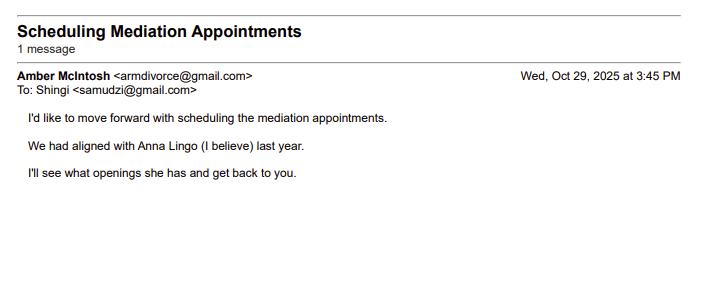 Scheduling Mediation Appointments
1 message
Amber McIntosh <armdivorce@gmail.com> Wed, Oct 29, 2025 at 3:45 PM
To: Shingi <samudzi@gmail.com>
I'd like to move forward with scheduling the mediation appointments.
We had aligned with Anna Lingo (I believe) last year.
I'll see what openings she has and get back to you.